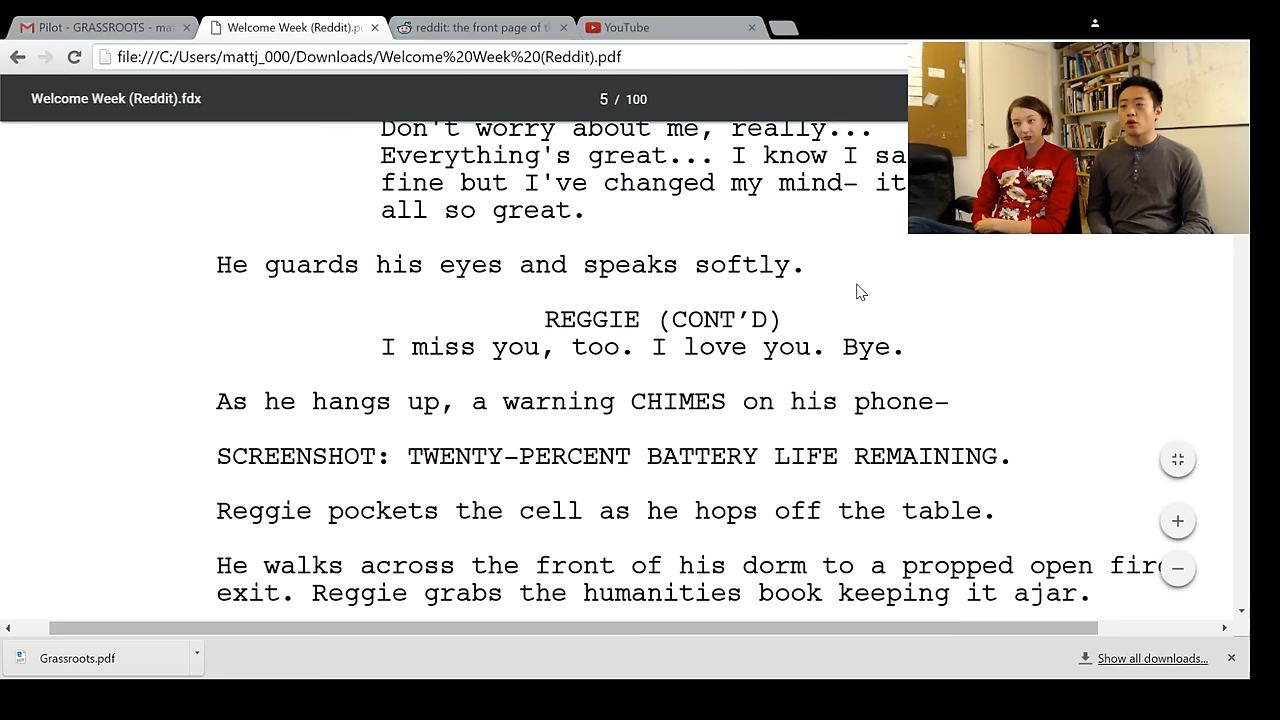 Pilot - GRASSROOTS - ma
Welcome Week (Reddit).p
reddit: the front page of t
YouTube
file:///C:/Users/mattj_000/Downloads/Welcome%20Week%20(Reddit).pdf
Welcome Week (Reddit).fdx
5 / 100
Don't worry about me, really...
Everything's great... I know I sa
fine but I've changed my mind– it
all so great.
He guards his eyes and speaks softly.
REGGIE (CONT'D)
I miss you, too. I love you. Bye.
As he hangs up, a warning CHIMES on his phone–
SCREENSHOT: TWENTY–PERCENT BATTERY LIFE REMAINING.
Reggie pockets the cell as he hops off the table.
He walks across the front of his dorm to a propped open fire
exit. Reggie grabs the humanities book keeping it ajar.
Grassroots.pdf
Show all downloads...